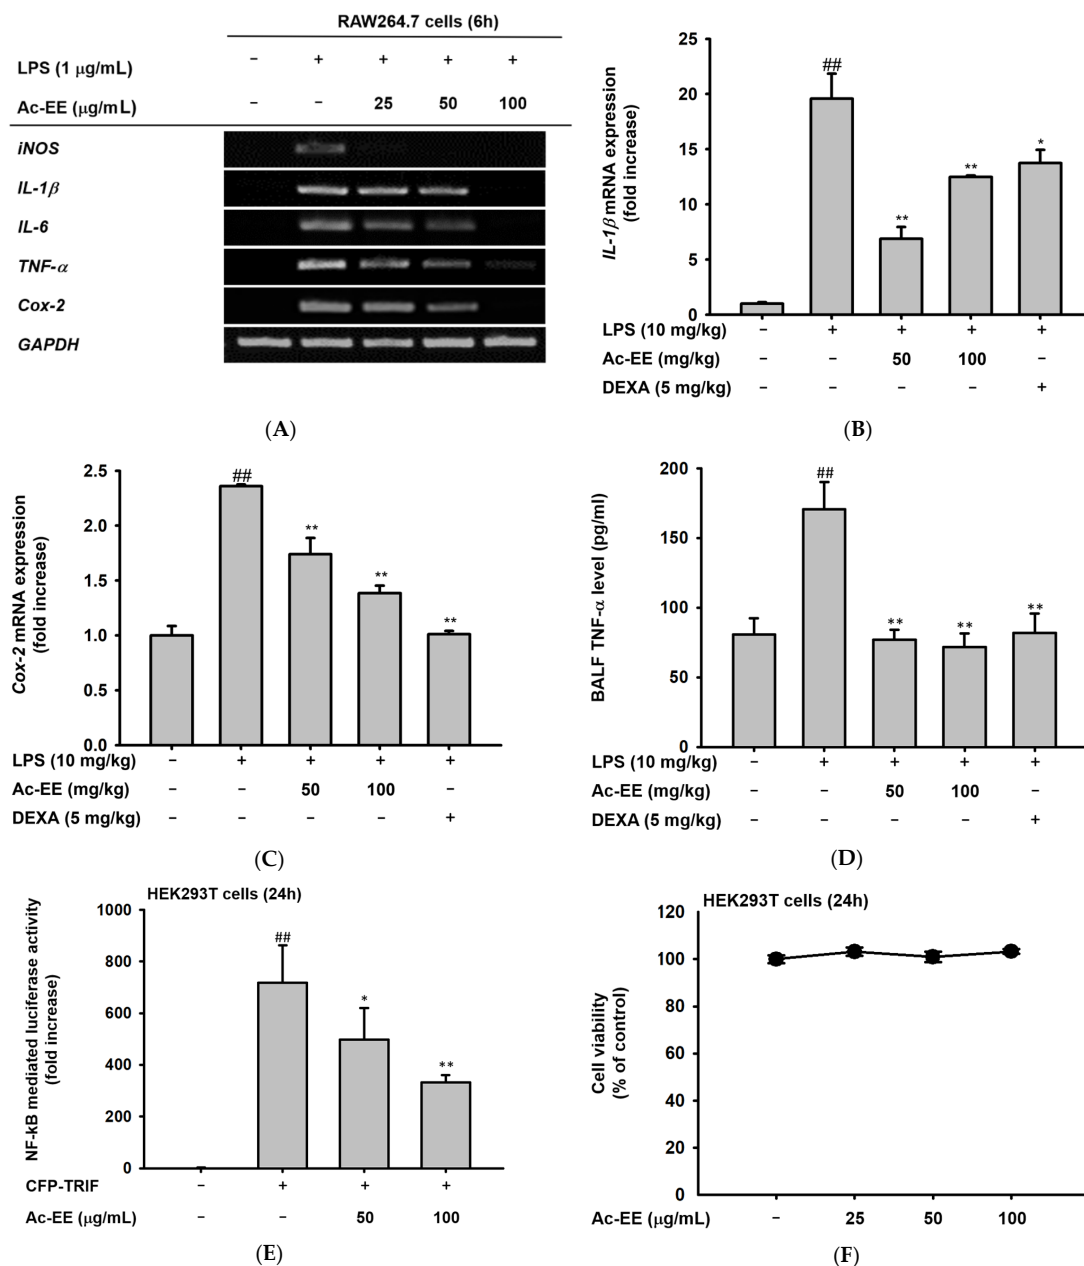 RAW264.7 cells (6h)
LPS (1 μg/mL) − + + + +
Ac-EE (μg/mL) − − 25 50 100
iNOS
IL-1β
IL-6
TNF-α
Cox-2
GAPDH
(A)
IL-1β mRNA expression
(fold increase)
25
20
15
10
5
0
##
**
**
*
LPS (10 mg/kg) − + + + +
Ac-EE (mg/kg) − − 50 100 −
DEXA (5 mg/kg) − − − − +
(B)
Cox-2 mRNA expression
(fold increase)
2.5
2.0
1.5
1.0
0.5
0.0
##
**
**
**
LPS (10 mg/kg) − + + + +
Ac-EE (mg/kg) − − 50 100 −
DEXA (5 mg/kg) − − − − +
(C)
BALF TNF-α level (pg/ml)
200
150
100
50
0
##
**
**
**
LPS (10 mg/kg) − + + + +
Ac-EE (mg/kg) − − 50 100 −
DEXA (5 mg/kg) − − − − +
(D)
HEK293T cells (24h)
NF-kB mediated luciferase activity
(fold increase)
1000
800
600
400
200
0
##
*
**
CFP-TRIF − + + +
Ac-EE (μg/mL) − − 50 100
(E)
HEK293T cells (24h)
Cell viability
(% of control)
120
100
80
60
40
20
0
Ac-EE (μg/mL) − 25 50 100
(F)